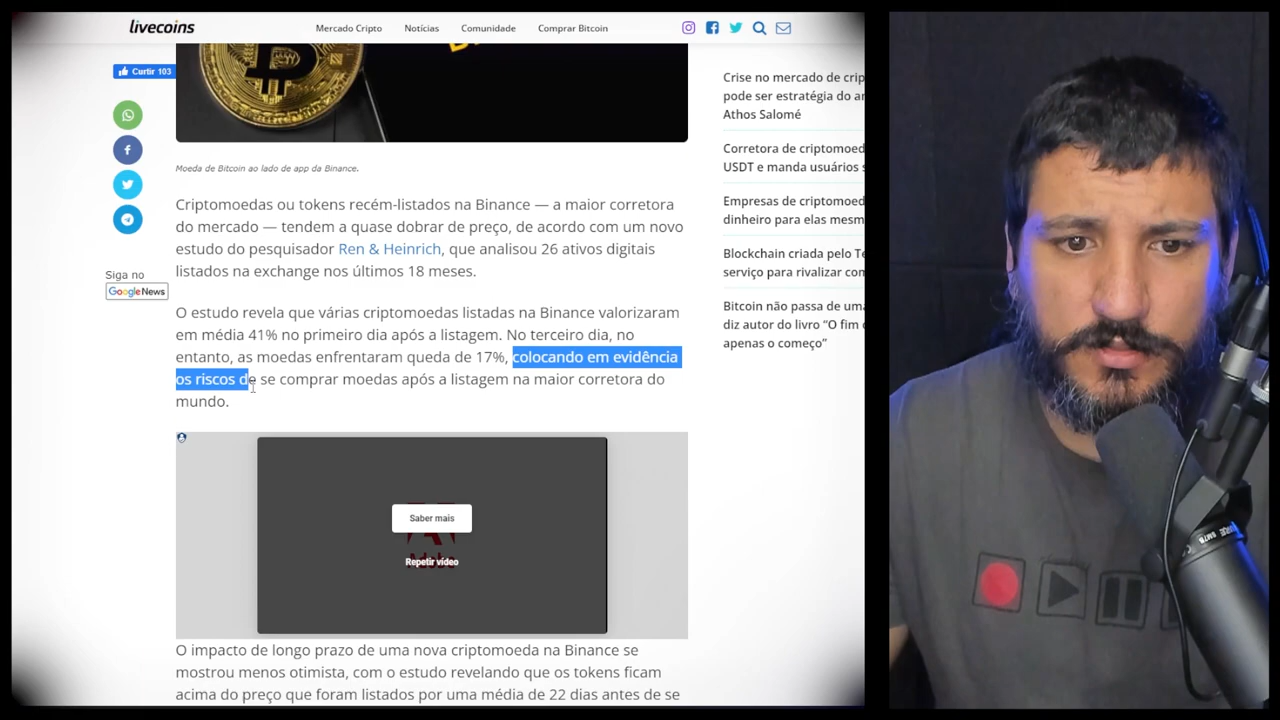 livecoins
Mercado Cripto
Notícias
Comunidade
Comprar Bitcoin
Curtir 103
Moeda de Bitcoin ao lado de app da Binance.
Criptomoedas ou tokens recém-listados na Binance — a maior corretora
do mercado — tendem a quase dobrar de preço, de acordo com um novo
estudo do pesquisador Ren & Heinrich, que analisou 26 ativos digitais
listados na exchange nos últimos 18 meses.
Siga no
Google News
O estudo revela que várias criptomoedas listadas na Binance valorizaram
em média 41% no primeiro dia após a listagem. No terceiro dia, no
entanto, as moedas enfrentaram queda de 17%, colocando em evidência
os riscos de se comprar moedas após a listagem na maior corretora do
mundo.
Saber mais
Adobe
Repetir vídeo
O impacto de longo prazo de uma nova criptomoeda na Binance se
mostrou menos otimista, com o estudo revelando que os tokens ficam
acima do preço que foram listados por uma média de 22 dias antes de se
Crise no mercado de crip
pode ser estratégia do an
Athos Salomé
Corretora de criptomoed
USDT e manda usuários s
Empresas de criptomoed
dinheiro para elas mesm
Blockchain criada pelo Te
serviço para rivalizar com
Bitcoin não passa de uma
diz autor do livro “O fim d
apenas o começo”
SM7B